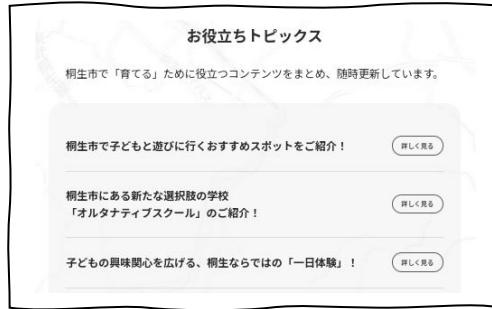 お役立ちトピックス
桐生市で「育てる」ために役立つコンテンツをまとめ、随時更新しています。
桐生市で子どもと遊びに行くおすすめスポットをご紹介！
詳しく見る
桐生市にある新たな選択肢の学校
「オルタナティブスクール」のご紹介！
詳しく見る
子どもの興味関心を広げる、桐生ならではの「一日体験」！
詳しく見る